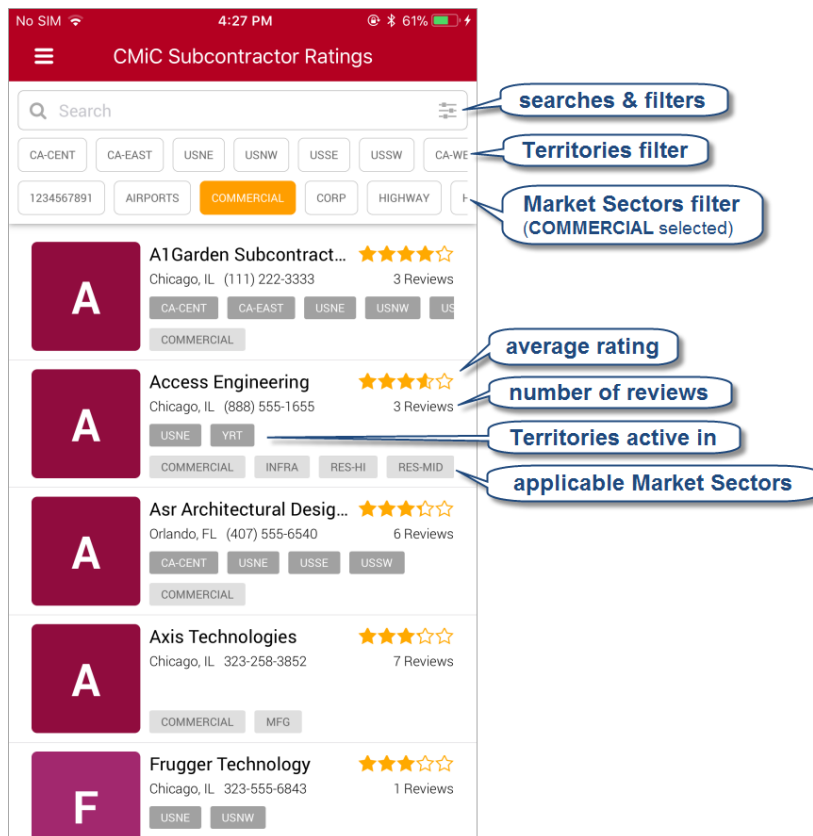 No SIM 4:27 PM 61%
CMiC Subcontractor Ratings
Search
searches & filters
CA-CENT CA-EAST USNE USNW USSE USSW CA-WE
Territories filter
1234567891 AIRPORTS COMMERCIAL CORP HIGHWAY H
Market Sectors filter
(COMMERCIAL selected)
A
A1Garden Subcontract...
Chicago, IL (111) 222-3333 3 Reviews
CA-CENT CA-EAST USNE USNW US
COMMERCIAL
average rating
A
Access Engineering
Chicago, IL (888) 555-1655 3 Reviews
number of reviews
USNE YRT
Territories active in
COMMERCIAL INFRA RES-HI RES-MID
applicable Market Sectors
A
Asr Architectural Desig...
Orlando, FL (407) 555-6540 6 Reviews
CA-CENT USNE USSE USSW
COMMERCIAL
A
Axis Technologies
Chicago, IL 323-258-3852 7 Reviews
COMMERCIAL MFG
F
Frugger Technology
Chicago, IL 323-555-6843 1 Reviews
USNE USNW